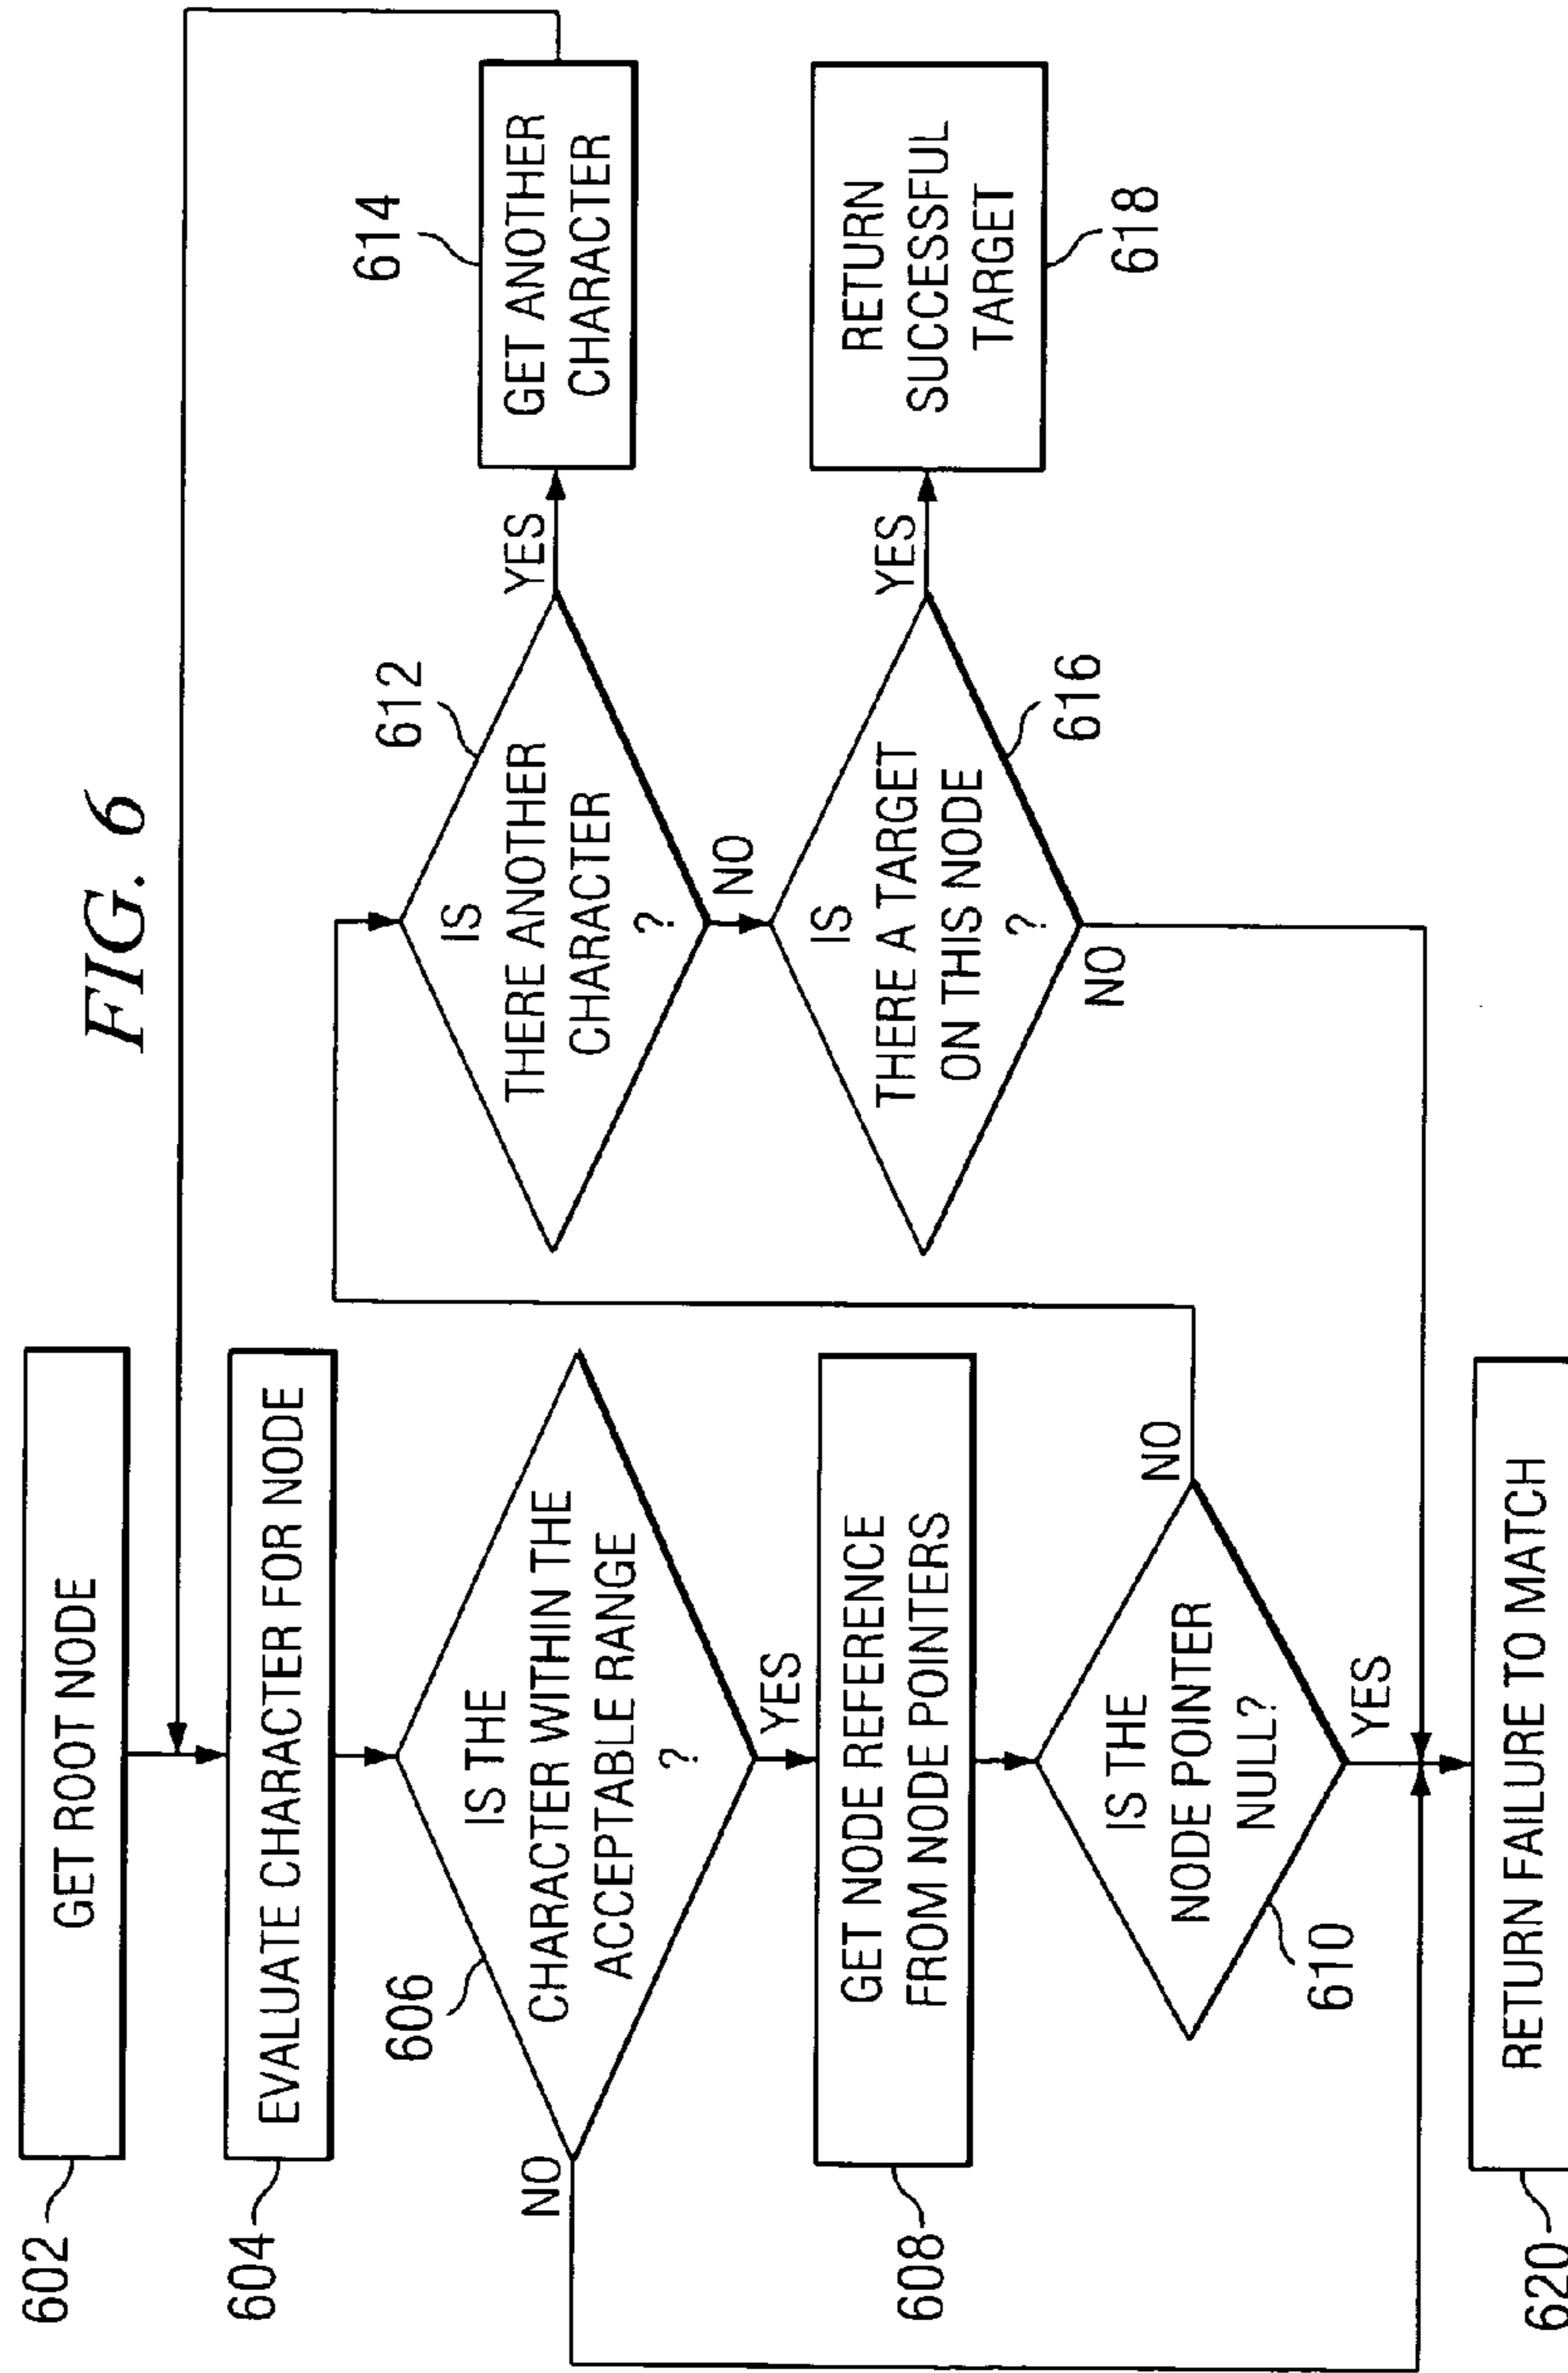 FIG. 6
602
GET ROOT NODE
604
EVALUATE CHARACTER FOR NODE
606
IS THE
CHARACTER WITHIN THE
ACCEPTABLE RANGE
?
NO
YES
608
GET NODE REFERENCE
FROM NODE POINTERS
IS THE
NODE POINTER
NULL?
610
NO
YES
612
IS
THERE ANOTHER
CHARACTER
?
YES
NO
614
GET ANOTHER
CHARACTER
IS
THERE A TARGET
ON THIS NODE
?
616
YES
NO
RETURN
SUCCESSFUL
TARGET
618
620
RETURN FAILURE TO MATCH